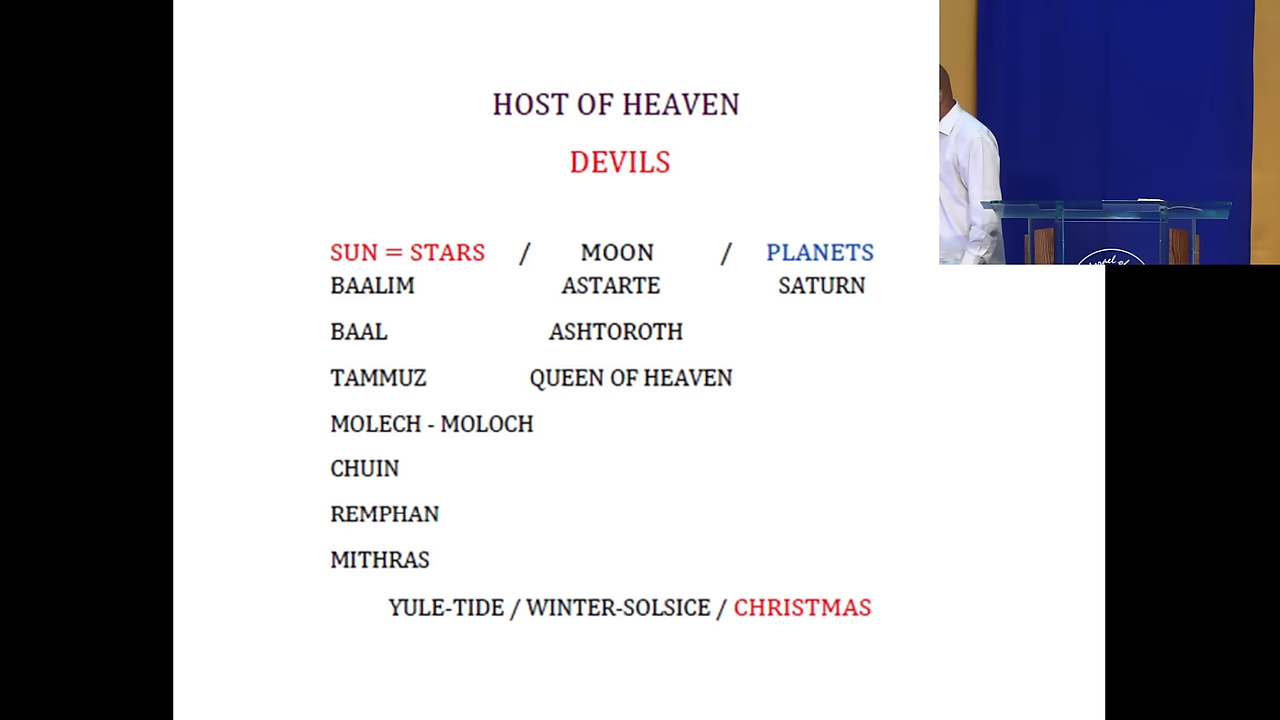 HOST OF HEAVEN
DEVILS
SUN = STARS / MOON / PLANETS
BAALIM ASTARTE SATURN
BAAL ASHTOROTH
TAMMUZ QUEEN OF HEAVEN
MOLECH - MOLOCH
CHUIN
REMPHAN
MITHRAS
YULE-TIDE / WINTER-SOLSICE / CHRISTMAS